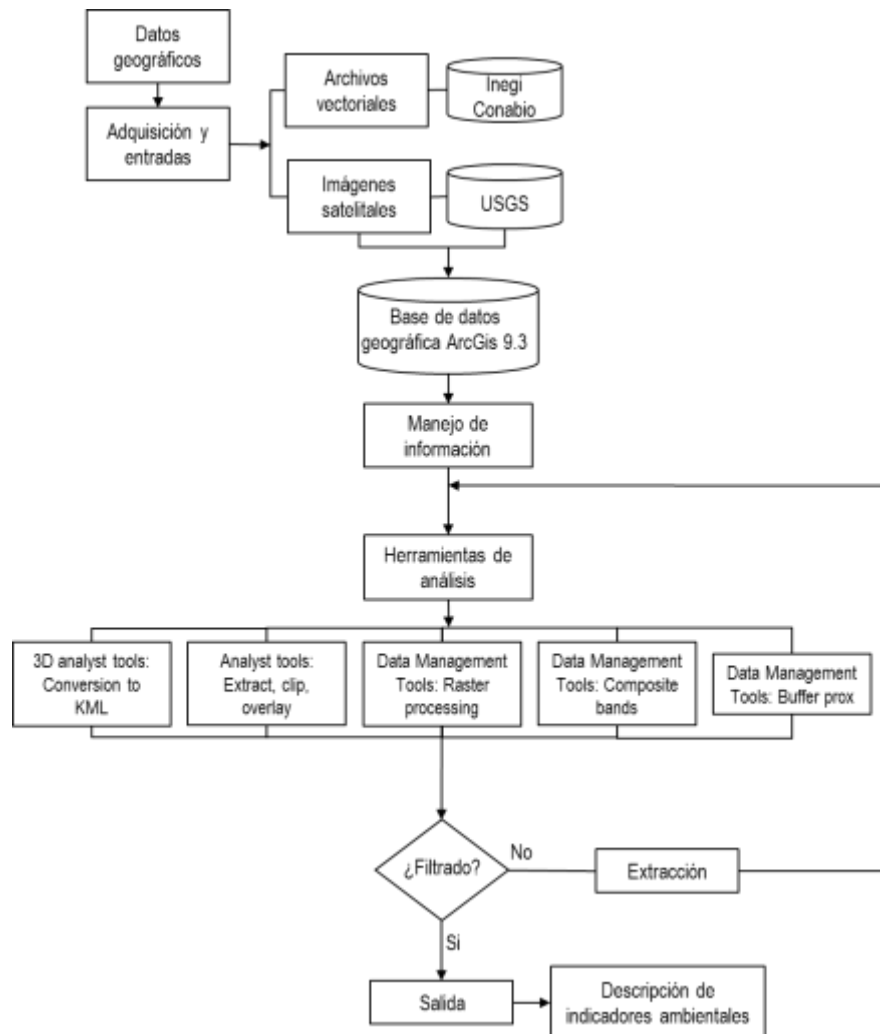 Datos
geográficos
Adquisición y
entradas
Archivos
vectoriales
Inegi
Conabio
Imágenes
satelitales
USGS
Base de datos
geográfica ArcGis 9.3
Manejo de
información
Herramientas de
análisis
3D analyst tools:
Conversion to
KML
Analyst tools:
Extract, clip,
overlay
Data Management
Tools: Raster
processing
Data Management
Tools: Composite
bands
Data Management
Tools: Buffer prox
¿Filtrado?
No
Extracción
Si
Salida
Descripción de
indicadores ambientales